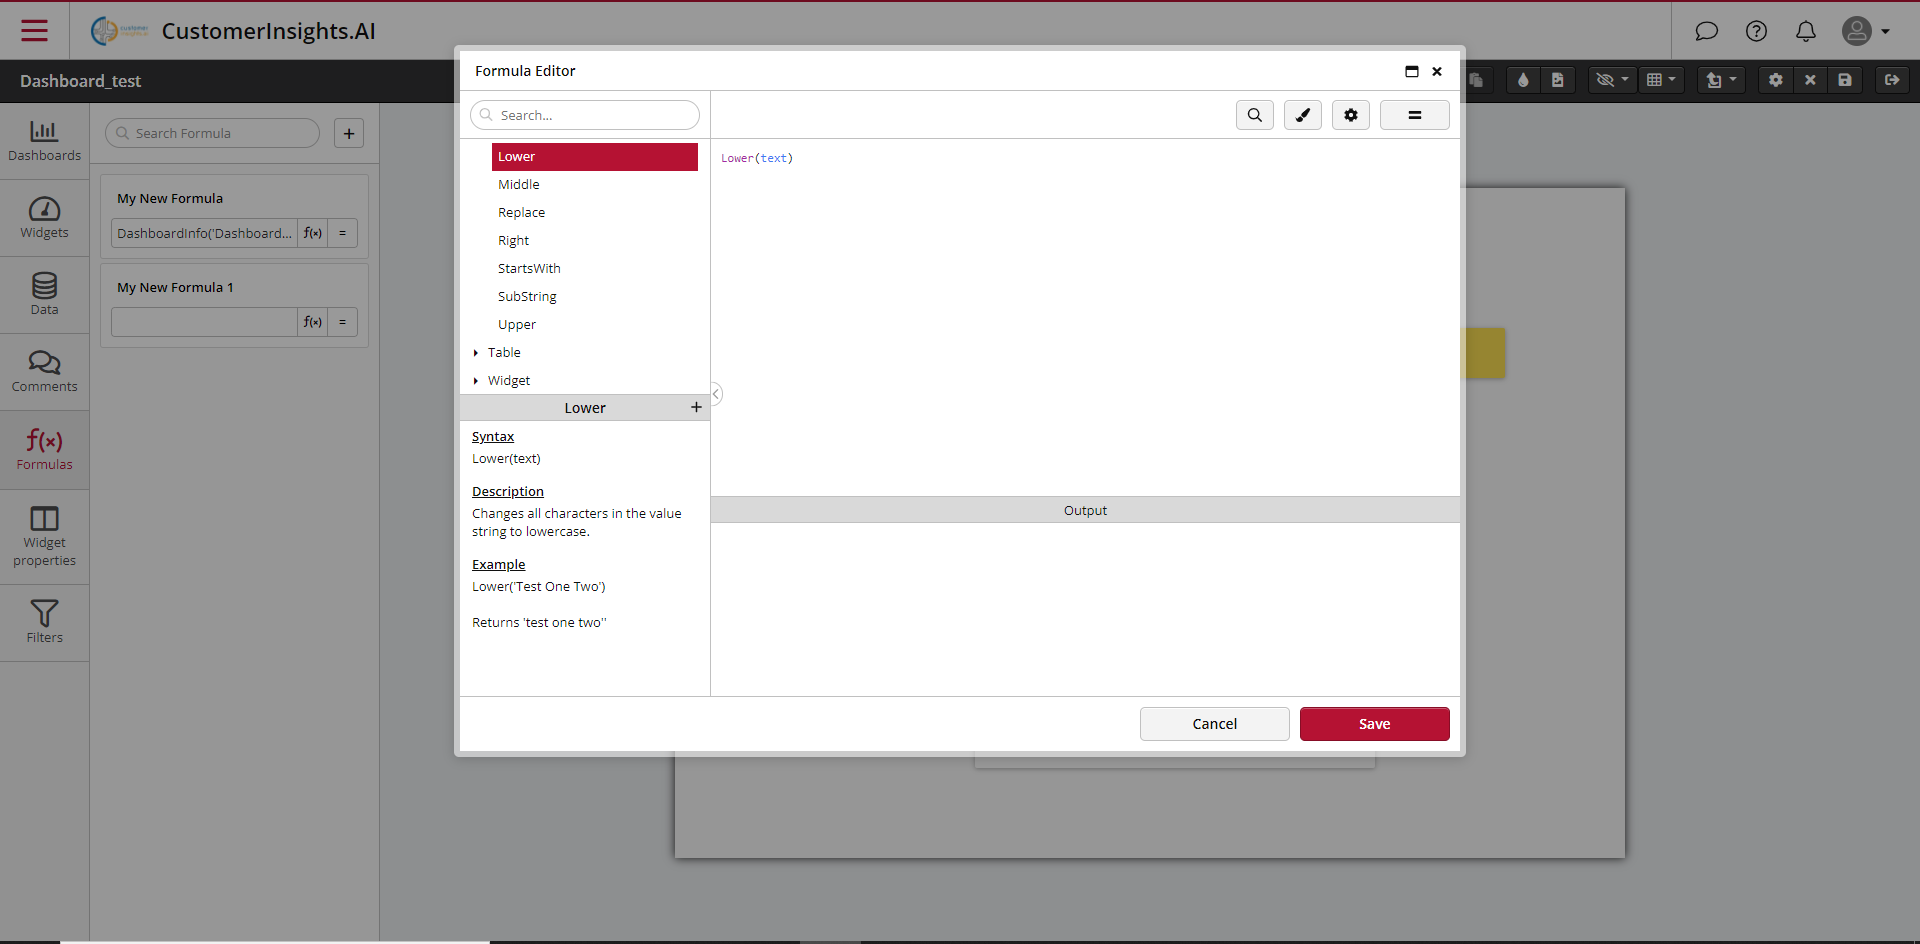 CustomerInsights.AI
Dashboard_test
Dashboards
Widgets
Data
Comments
f(x)
Formulas
Widget
properties
Filters
Search Formula
+
My New Formula
DashboardInfo('Dashboard...
f(x)
=
My New Formula 1
f(x)
=
Formula Editor
Search...
Lower
Middle
Replace
Right
StartsWith
SubString
Upper
Table
Widget
Lower
+
Syntax
Lower(text)
Description
Changes all characters in the value
string to lowercase.
Example
Lower('Test One Two')
Returns 'test one two''
=
Lower(text)
Output
Cancel
Save